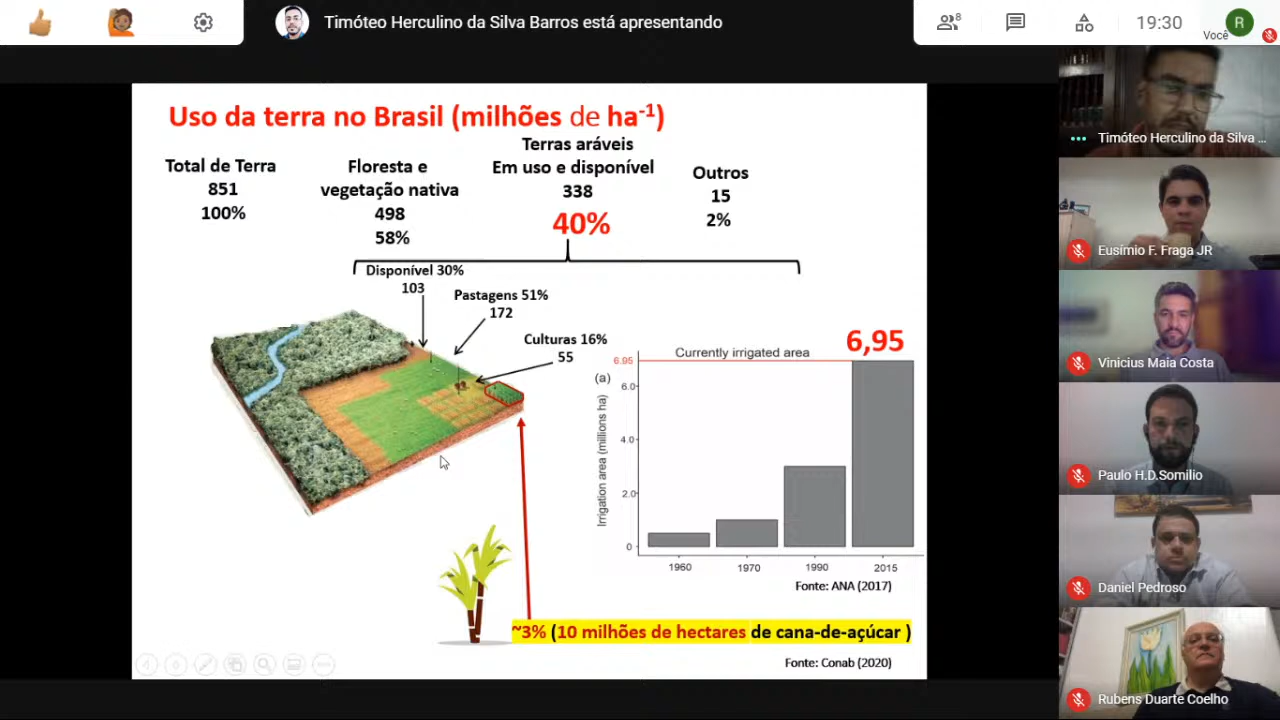 Timóteo Herculino da Silva Barros está apresentando
8
19:30
Você
R
Uso da terra no Brasil (milhões de ha-1)
Total de Terra
851
100%
Floresta e
vegetação nativa
498
58%
Terras aráveis
Em uso e disponível
338
40%
Outros
15
2%
Disponível 30%
103
Pastagens 51%
172
Culturas 16%
55
6,95
Currently irrigated area
(a)
Irrigation area (millions ha)
6.95
6.0
4.0
2.0
0
1960
1970
1990
2015
Fonte: ANA (2017)
~3% (10 milhões de hectares de cana-de-açúcar )
Fonte: Conab (2020)
Timóteo Herculino da Silva ...
Eusímio F. Fraga JR
Vinicius Maia Costa
Paulo H.D.Somilio
Daniel Pedroso
Rubens Duarte Coelho